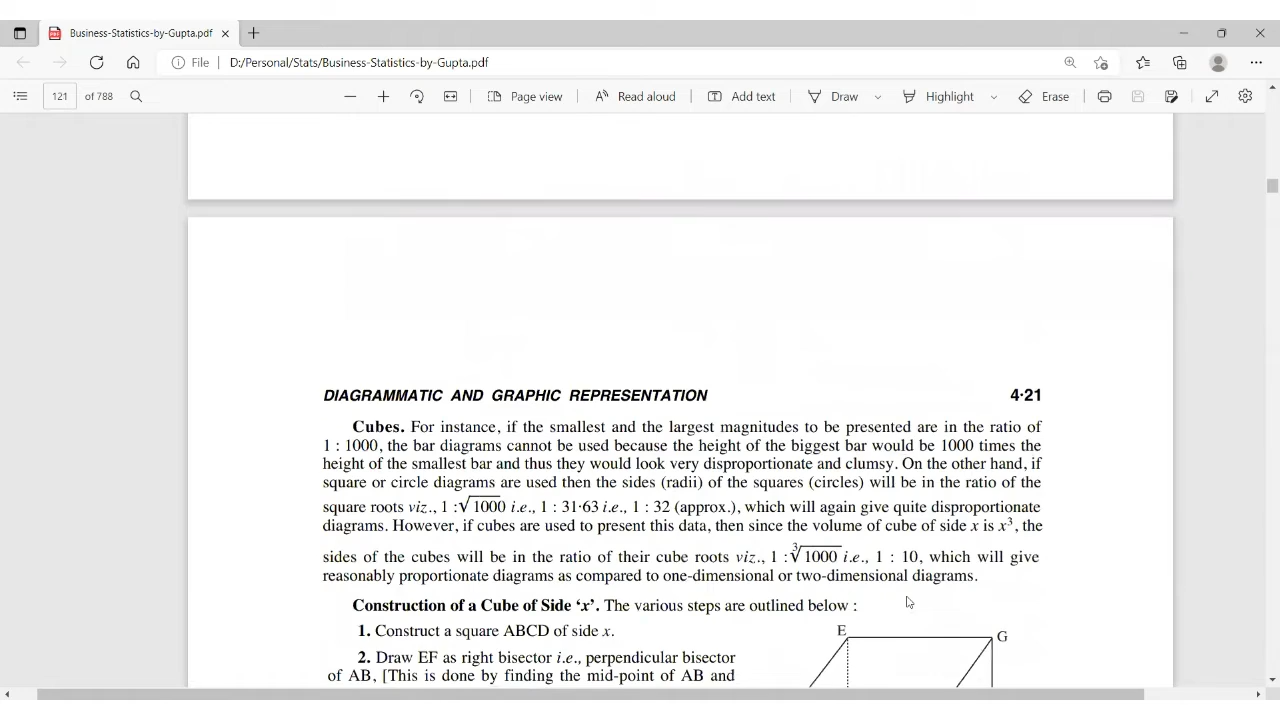 Business-Statistics-by-Gupta.pdf
File D:/Personal/Stats/Business-Statistics-by-Gupta.pdf
121 of 788 Page view Read aloud Add text Draw Highlight Erase
DIAGRAMMATIC AND GRAPHIC REPRESENTATION 4·21
Cubes. For instance, if the smallest and the largest magnitudes to be presented are in the ratio of
1 : 1000, the bar diagrams cannot be used because the height of the biggest bar would be 1000 times the
height of the smallest bar and thus they would look very disproportionate and clumsy. On the other hand, if
square or circle diagrams are used then the sides (radii) of the squares (circles) will be in the ratio of the
square roots viz., 1 :√1000 i.e., 1 : 31·63 i.e., 1 : 32 (approx.), which will again give quite disproportionate
diagrams. However, if cubes are used to present this data, then since the volume of cube of side x is x³, the
sides of the cubes will be in the ratio of their cube roots viz., 1 :∛1000 i.e., 1 : 10, which will give
reasonably proportionate diagrams as compared to one-dimensional or two-dimensional diagrams.
Construction of a Cube of Side ‘x’. The various steps are outlined below :
1. Construct a square ABCD of side x.
E G
2. Draw EF as right bisector i.e., perpendicular bisector
of AB, [This is done by finding the mid-point of AB and